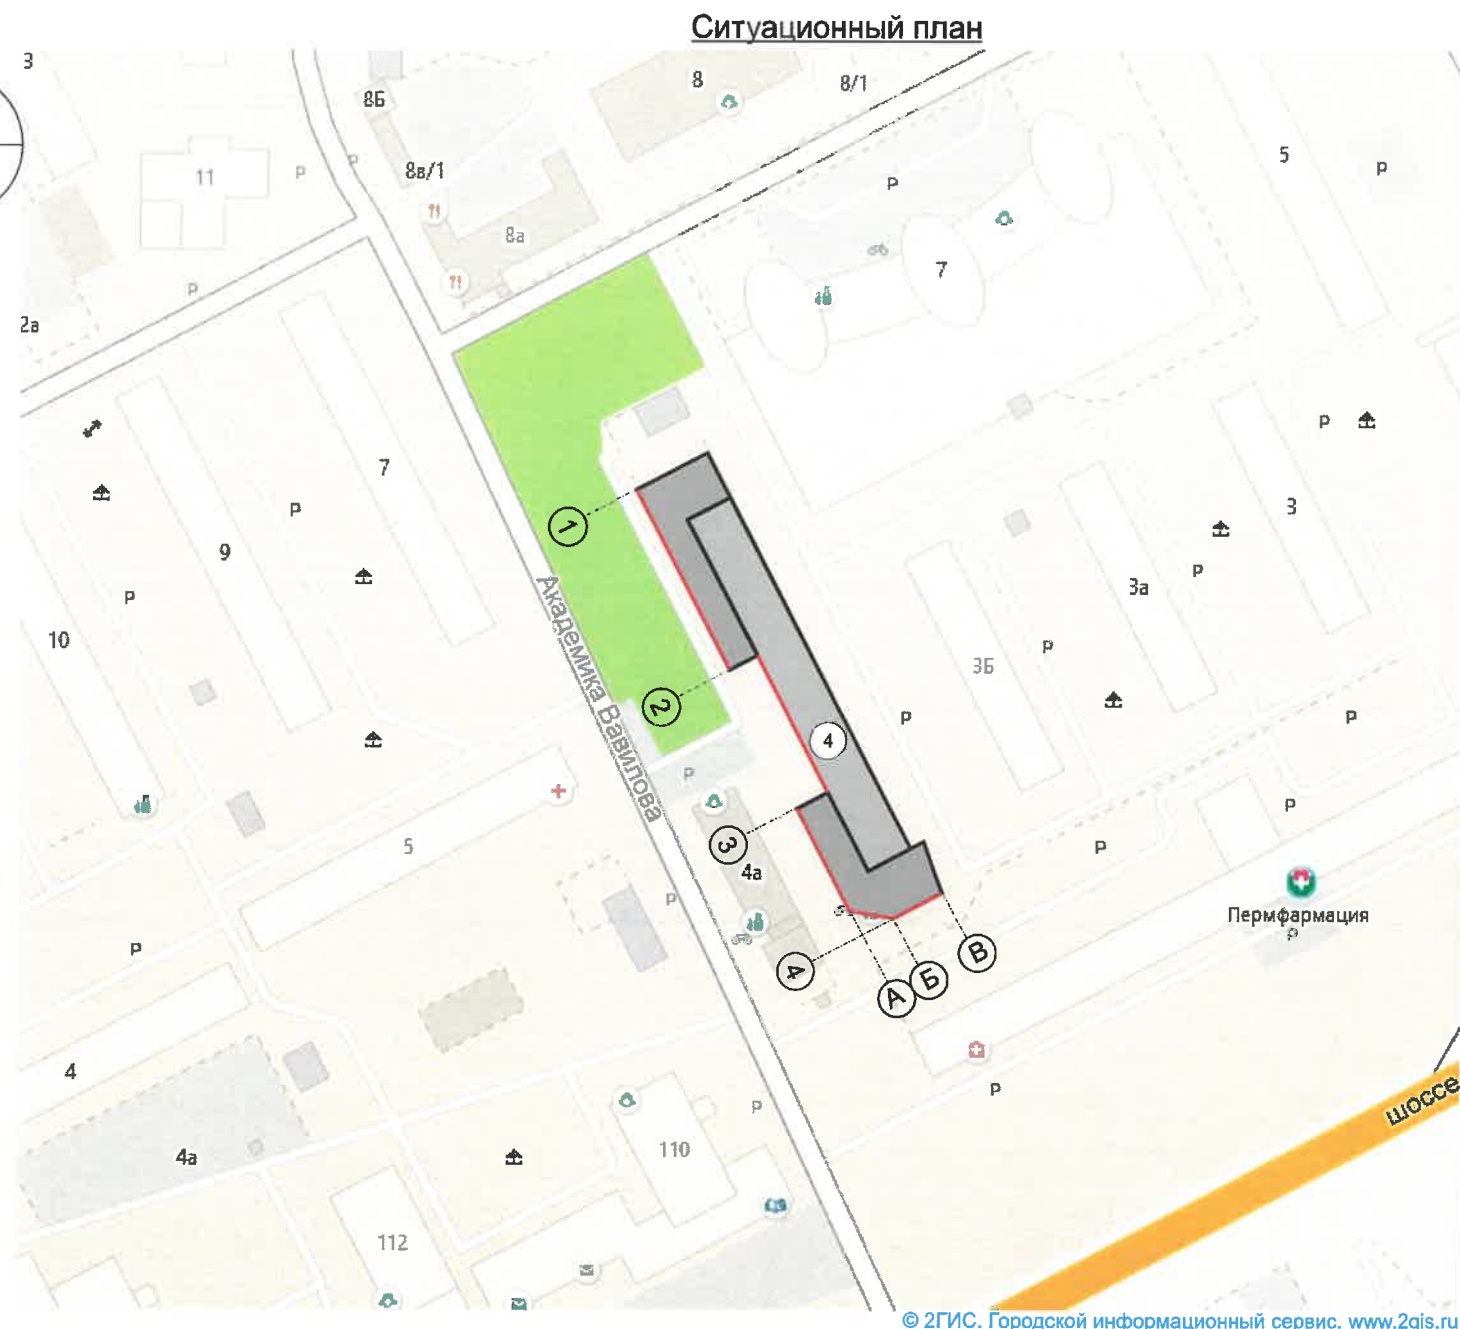 Ситуационный план
3
8Б
8
8/1
5
Р
8в/1
11
Р
Р
Р
8а
7
Р
2а
7
Р
9
Р
Р
10
1
Р
3
3а
Р
Р
3Б
2
Академика Вавилова
4
Р
Р
Р
5
3
4а
Р
Р
Р
Р
Пермфармация
Р
4
А
Б
В
4
Р
шоссе
Р
4а
110
112
© 2ГИС. Городской информационный сервис. www.2gis.ru